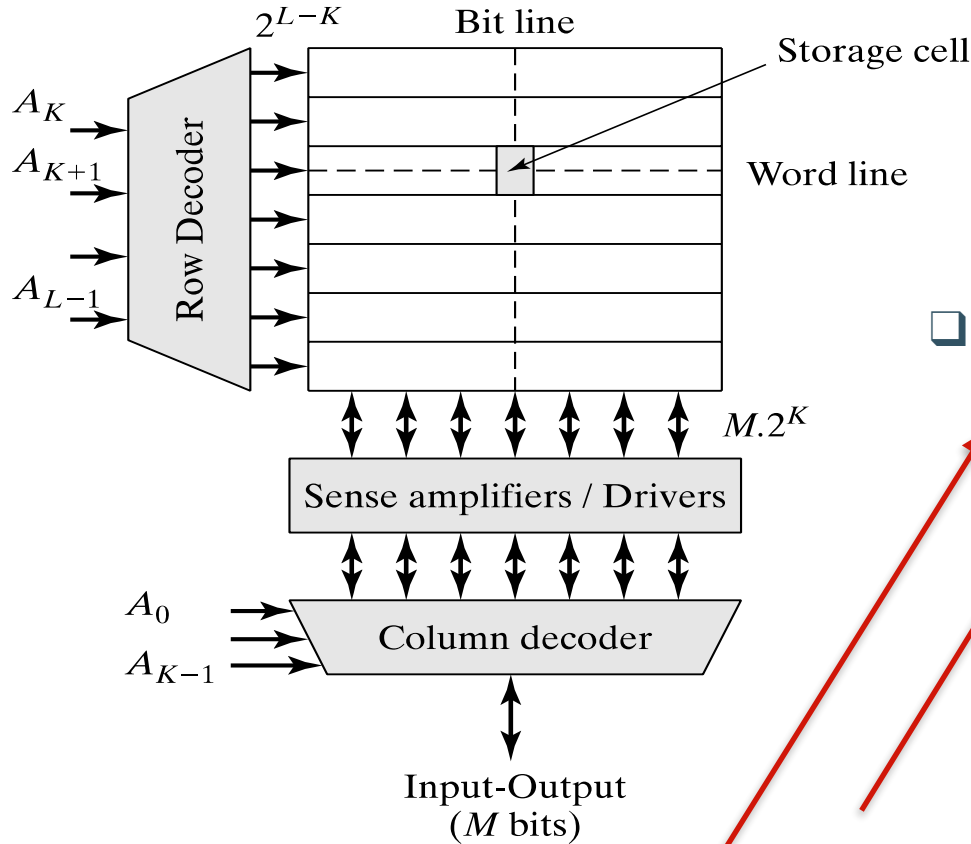 2^{L-K}
Bit line
Storage cell
A_K
A_{K+1}
A_{L-1}
Row Decoder
Word line
M.2^K
Sense amplifiers / Drivers
A_0
A_{K-1}
Column decoder
Input-Output
(M bits)